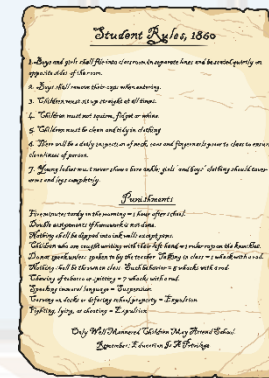 Student Rules, 1860
1. Boys and girls shall file into classroom in separate lines and be seated quietly on
opposite sides of the room.
2. Boys shall remove their caps when entering.
3. Children must sit up straight at all times.
4. Children must not squirm, fidget or whine.
5. Children must be clean and tidy in clothing
6. There will be a daily inspection of neck, ears and fingernails prior to class to ensure
cleanliness of person.
7. Young ladies must never show a bare ankle; girls' and boys' clothing should cover
arms and legs completely.
Punishments
Five minutes tardy in the morning = 1 hour after school.
Double assignments if homework is not done.
Nothing shall be dipped into ink wells except pens.
Children who are caught writing with their left hand = ruler raps on the knuckles.
Do not speak unless spoken to by the teacher. Talking in class = 1 whack with a rod.
Nothing shall be thrown in class. Such behavior = 5 whacks with a rod.
Chewing of tobacco or spitting = 7 whacks with a rod.
Speaking immoral language = Suspension
Carving on desks or defacing school property = Expulsion
Fighting, lying, or cheating = Expulsion
Only Well Mannered Children May Attend School.
Remember: Education Is A Privilege